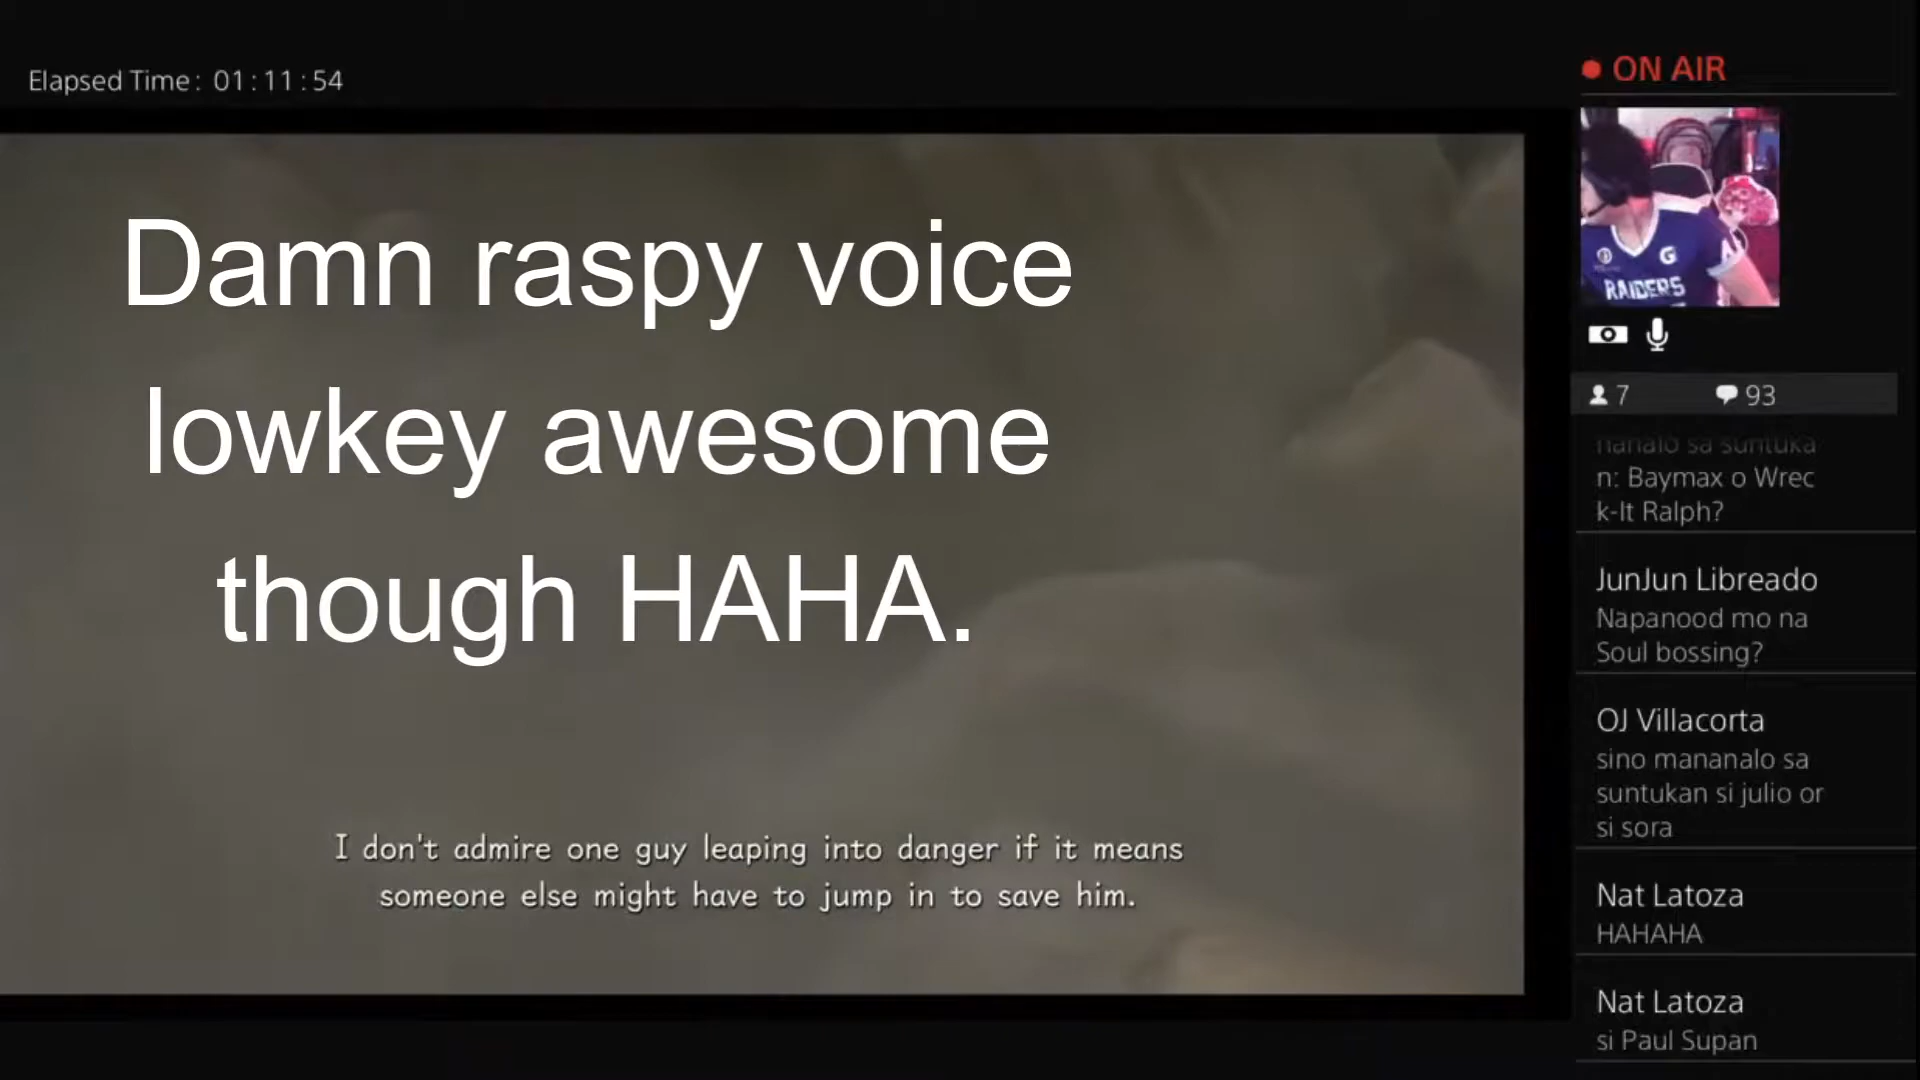 Elapsed Time: 01:11:54
ON AIR
Damn raspy voice
lowkey awesome
though HAHA.
I don't admire one guy leaping into danger if it means
someone else might have to jump in to save him.
G
RAIDERS
7
93
nanalo sa suntuka
n: Baymax o Wrec
k-It Ralph?
JunJun Libreado
Napanood mo na
Soul bossing?
OJ Villacorta
sino mananalo sa
suntukan si julio or
si sora
Nat Latoza
HAHAHA
Nat Latoza
si Paul Supan